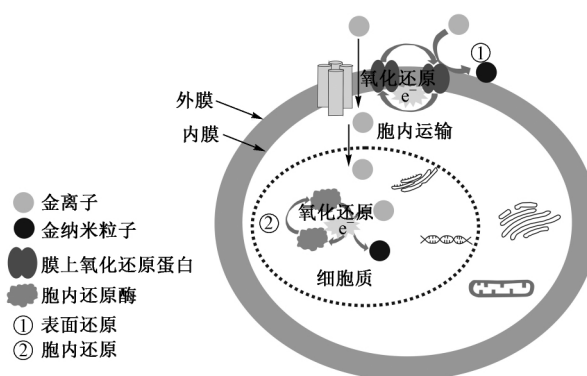 ①
氧化还原
e⁻
外膜
内膜
胞内运输
氧化还原
②
e⁻
细胞质
金离子
金纳米粒子
膜上氧化还原蛋白
胞内还原酶
① 表面还原
② 胞内还原